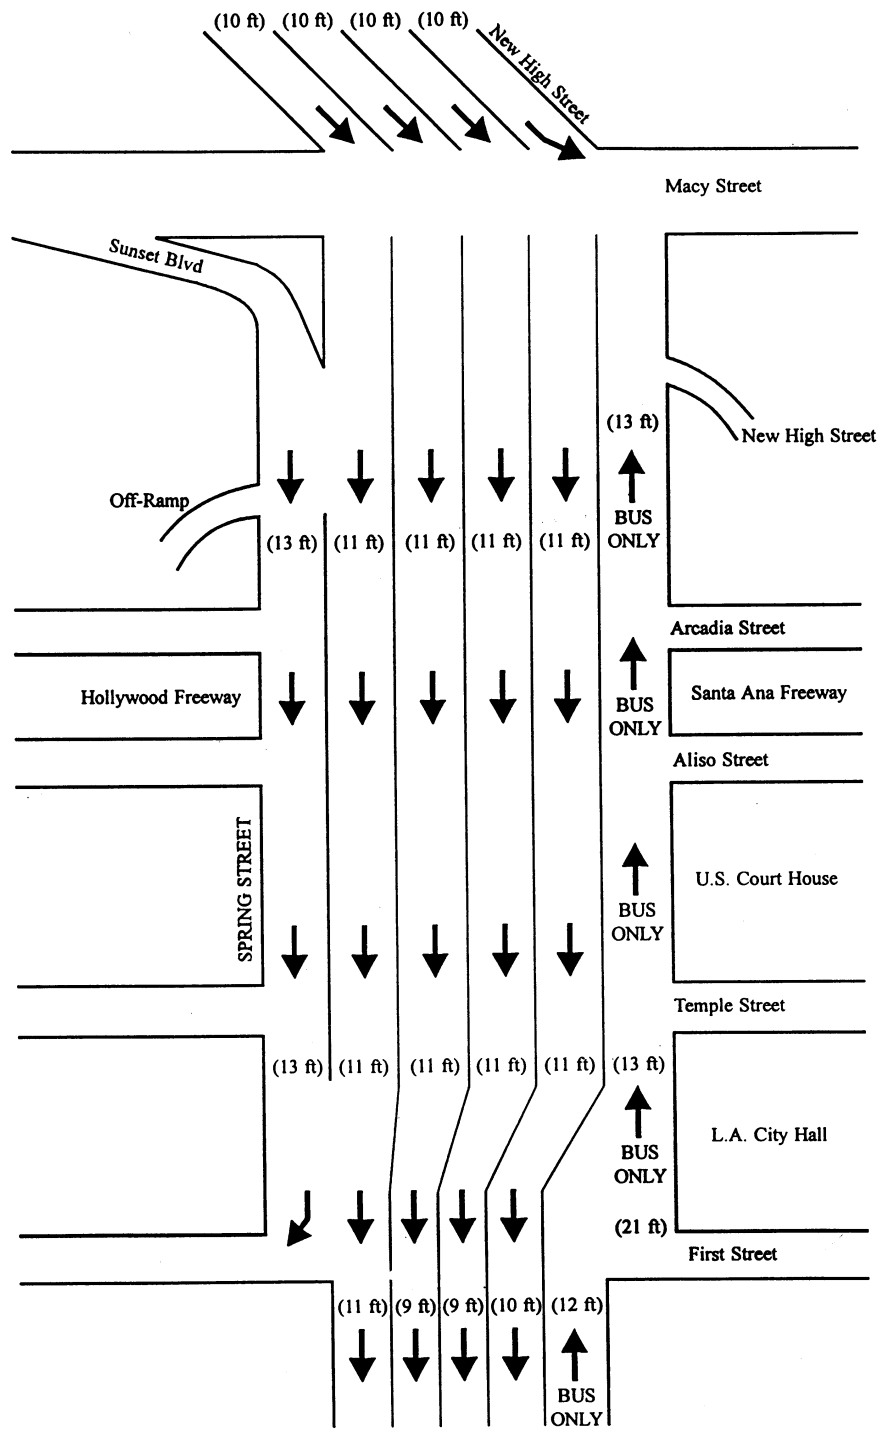 (10 ft) (10 ft) (10 ft) (10 ft)
New High Street
Macy Street
Sunset Blvd
(13 ft)
New High Street
Off-Ramp
BUS
ONLY
(13 ft) (11 ft) (11 ft) (11 ft) (11 ft)
Arcadia Street
Hollywood Freeway
Santa Ana Freeway
BUS
ONLY
Aliso Street
SPRING STREET
U.S. Court House
BUS
ONLY
Temple Street
(13 ft) (11 ft) (11 ft) (11 ft) (11 ft) (13 ft)
L.A. City Hall
BUS
ONLY
(21 ft)
First Street
(11 ft) (9 ft) (9 ft) (10 ft) (12 ft)
BUS
ONLY